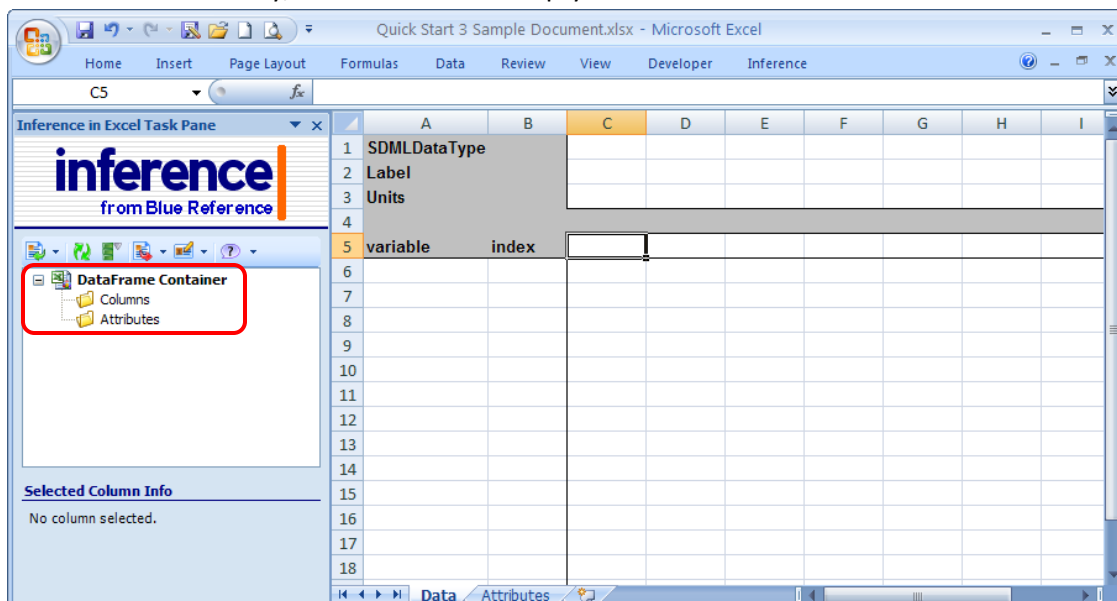 Quick Start 3 Sample Document.xlsx - Microsoft Excel
Home Insert Page Layout Formulas Data Review View Developer Inference
C5 fx
Inference in Excel Task Pane
inference
from Blue Reference
DataFrame Container
Columns
Attributes
Selected Column Info
No column selected.
A B C D E F G H I
1 SDMLDataType
2 Label
3 Units
4
5 variable index
6
7
8
9
10
11
12
13
14
15
16
17
18
Data Attributes